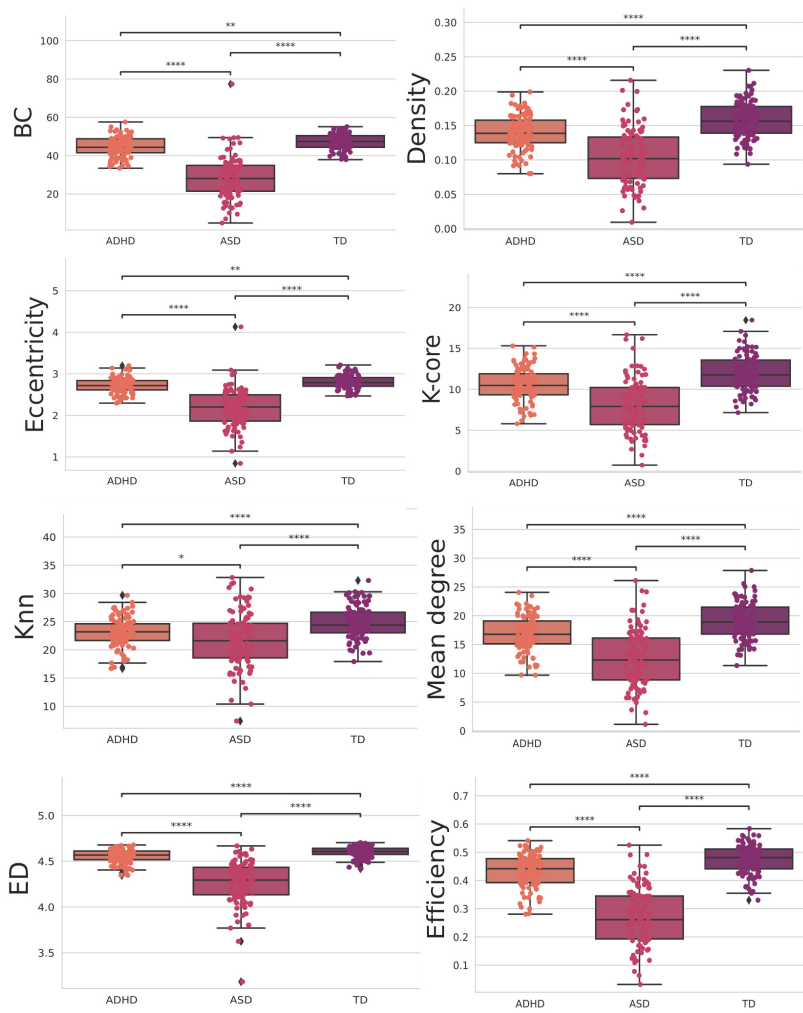 BC
100
80
60
40
20
**
****
****
ADHD
ASD
TD
Density
0.30
0.25
0.20
0.15
0.10
0.05
0.00
****
****
****
ADHD
ASD
TD
Eccentricity
5
4
3
2
1
**
****
****
ADHD
ASD
TD
K-core
20
15
10
5
0
****
****
****
ADHD
ASD
TD
Knn
40
35
30
25
20
15
10
****
****
*
ADHD
ASD
TD
Mean degree
35
30
25
20
15
10
5
0
****
****
****
ADHD
ASD
TD
ED
5.0
4.5
4.0
3.5
****
****
****
ADHD
ASD
TD
Efficiency
0.7
0.6
0.5
0.4
0.3
0.2
0.1
****
****
****
ADHD
ASD
TD